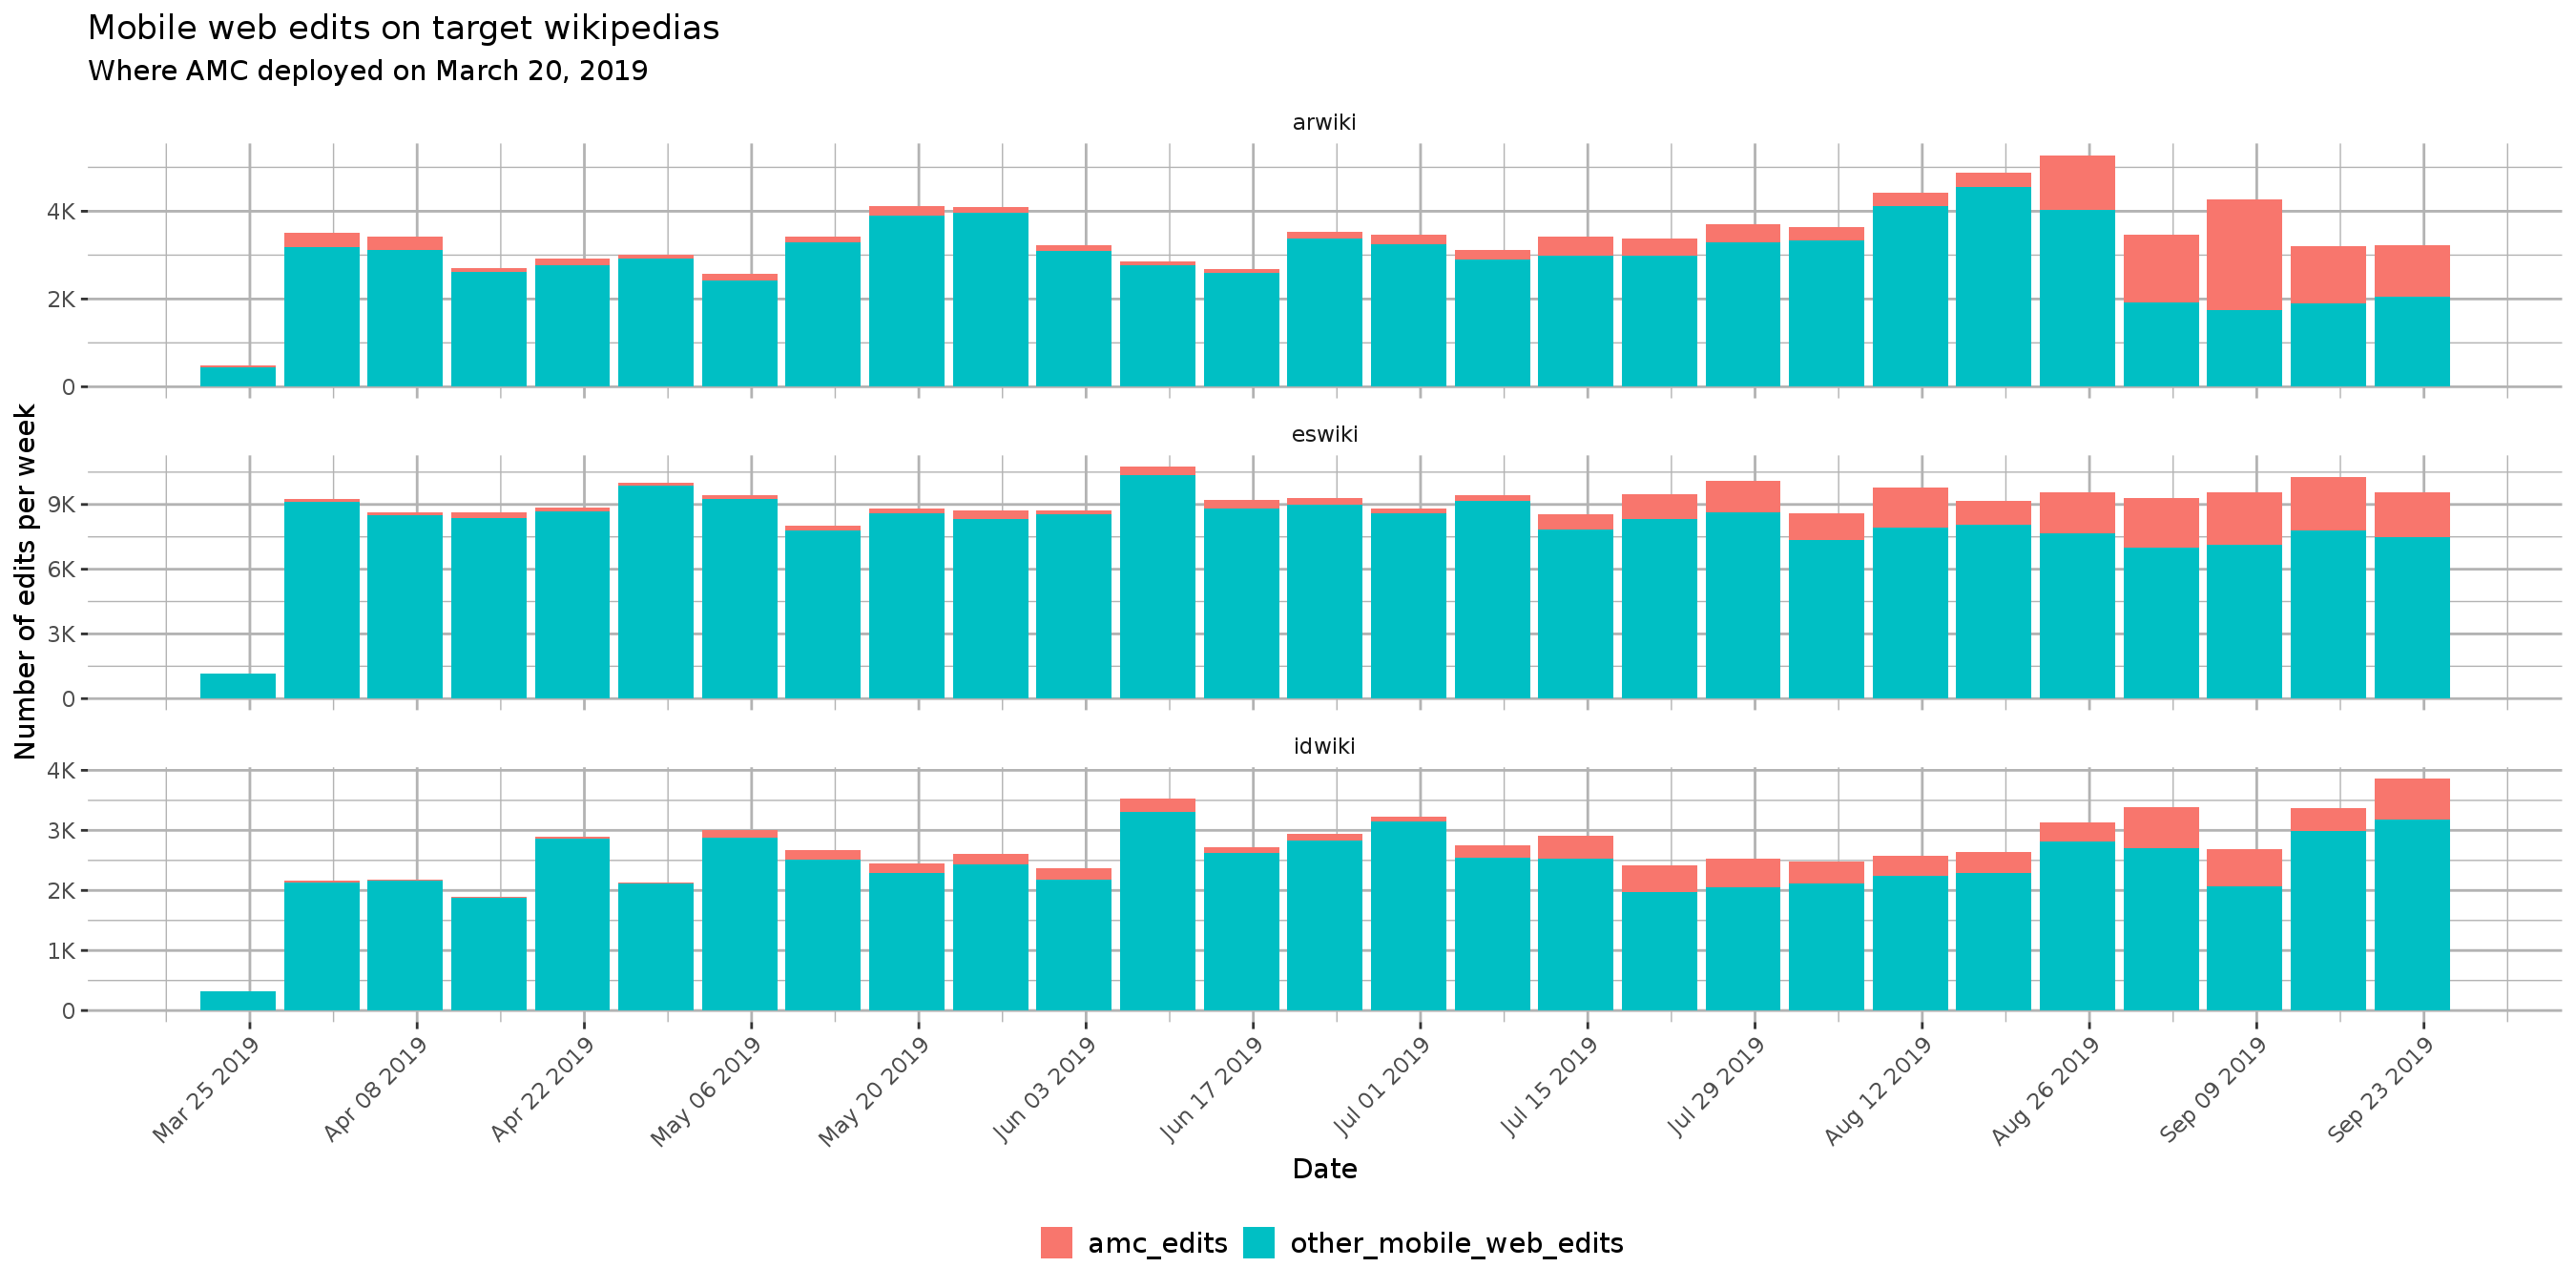 Mobile web edits on target wikipedias
Where AMC deployed on March 20, 2019
arwiki
4K
2K
0
eswiki
9K
6K
3K
0
idwiki
4K
3K
2K
1K
0
Number of edits per week
Mar 25 2019
Apr 08 2019
Apr 22 2019
May 06 2019
May 20 2019
Jun 03 2019
Jun 17 2019
Jul 01 2019
Jul 15 2019
Jul 29 2019
Aug 12 2019
Aug 26 2019
Sep 09 2019
Sep 23 2019
Date
amc_edits other_mobile_web_edits